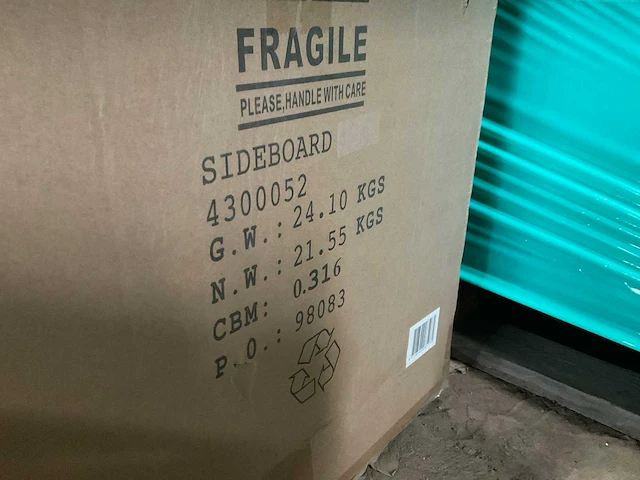 FRAGILE
PLEASE,HANDLE WITH CARE
SIDEBOARD
4300052
G.W.: 24.10 KGS
N.W.: 21.55 KGS
CBM: 0.316
P.O.: 98083